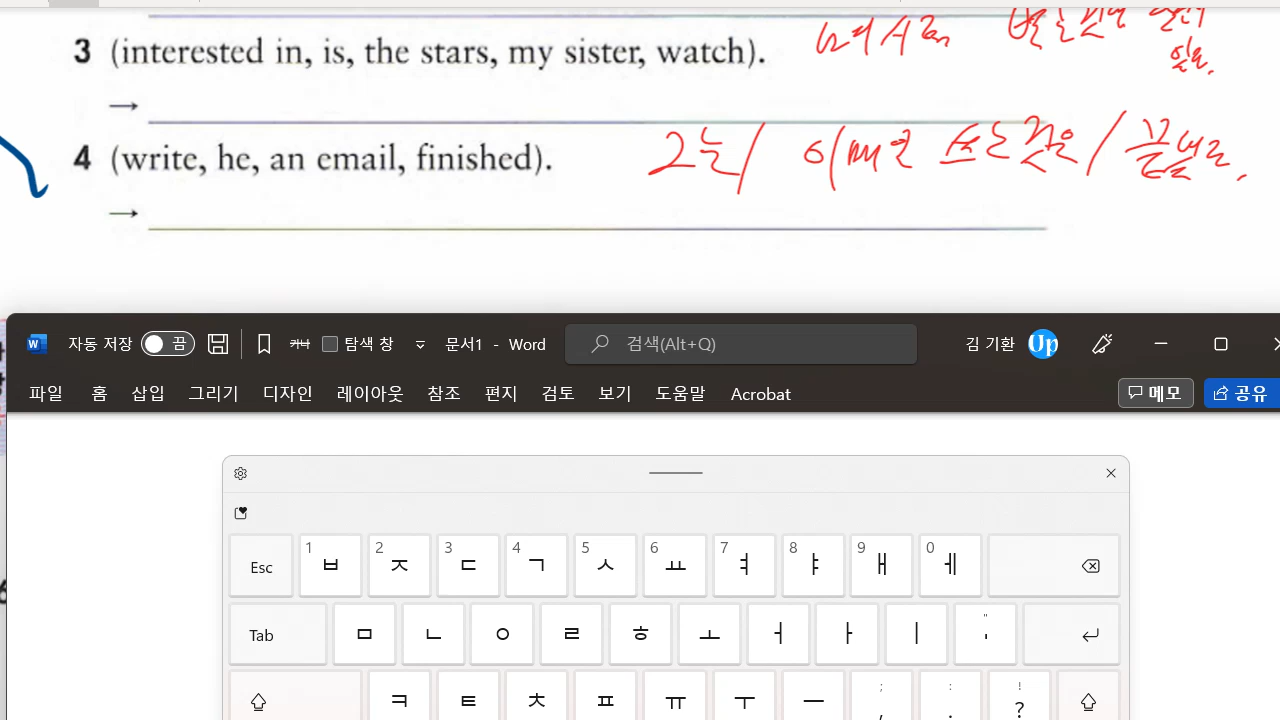 3 (interested in, is, the stars, my sister, watch).
→
4 (write, he, an email, finished). 그는/ 이메일 쓰는것을/ 끝냈다.
→
자동 저장 끔 가나 탐색 창 문서1 - Word 검색(Alt+Q) 김 기환 Up
파일 홈 삽입 그리기 디자인 레이아웃 참조 편지 검토 보기 도움말 Acrobat 메모 공유
Esc 1 ㅂ 2 ㅈ 3 ㄷ 4 ㄱ 5 ㅅ 6 ㅛ 7 ㅕ 8 ㅑ 9 ㅐ 0 ㅔ
Tab ㅁ ㄴ ㅇ ㄹ ㅎ ㅗ ㅓ ㅏ ㅣ " '
ㅋ ㅌ ㅊ ㅍ ㅠ ㅜ ㅡ ; , : . ! ?